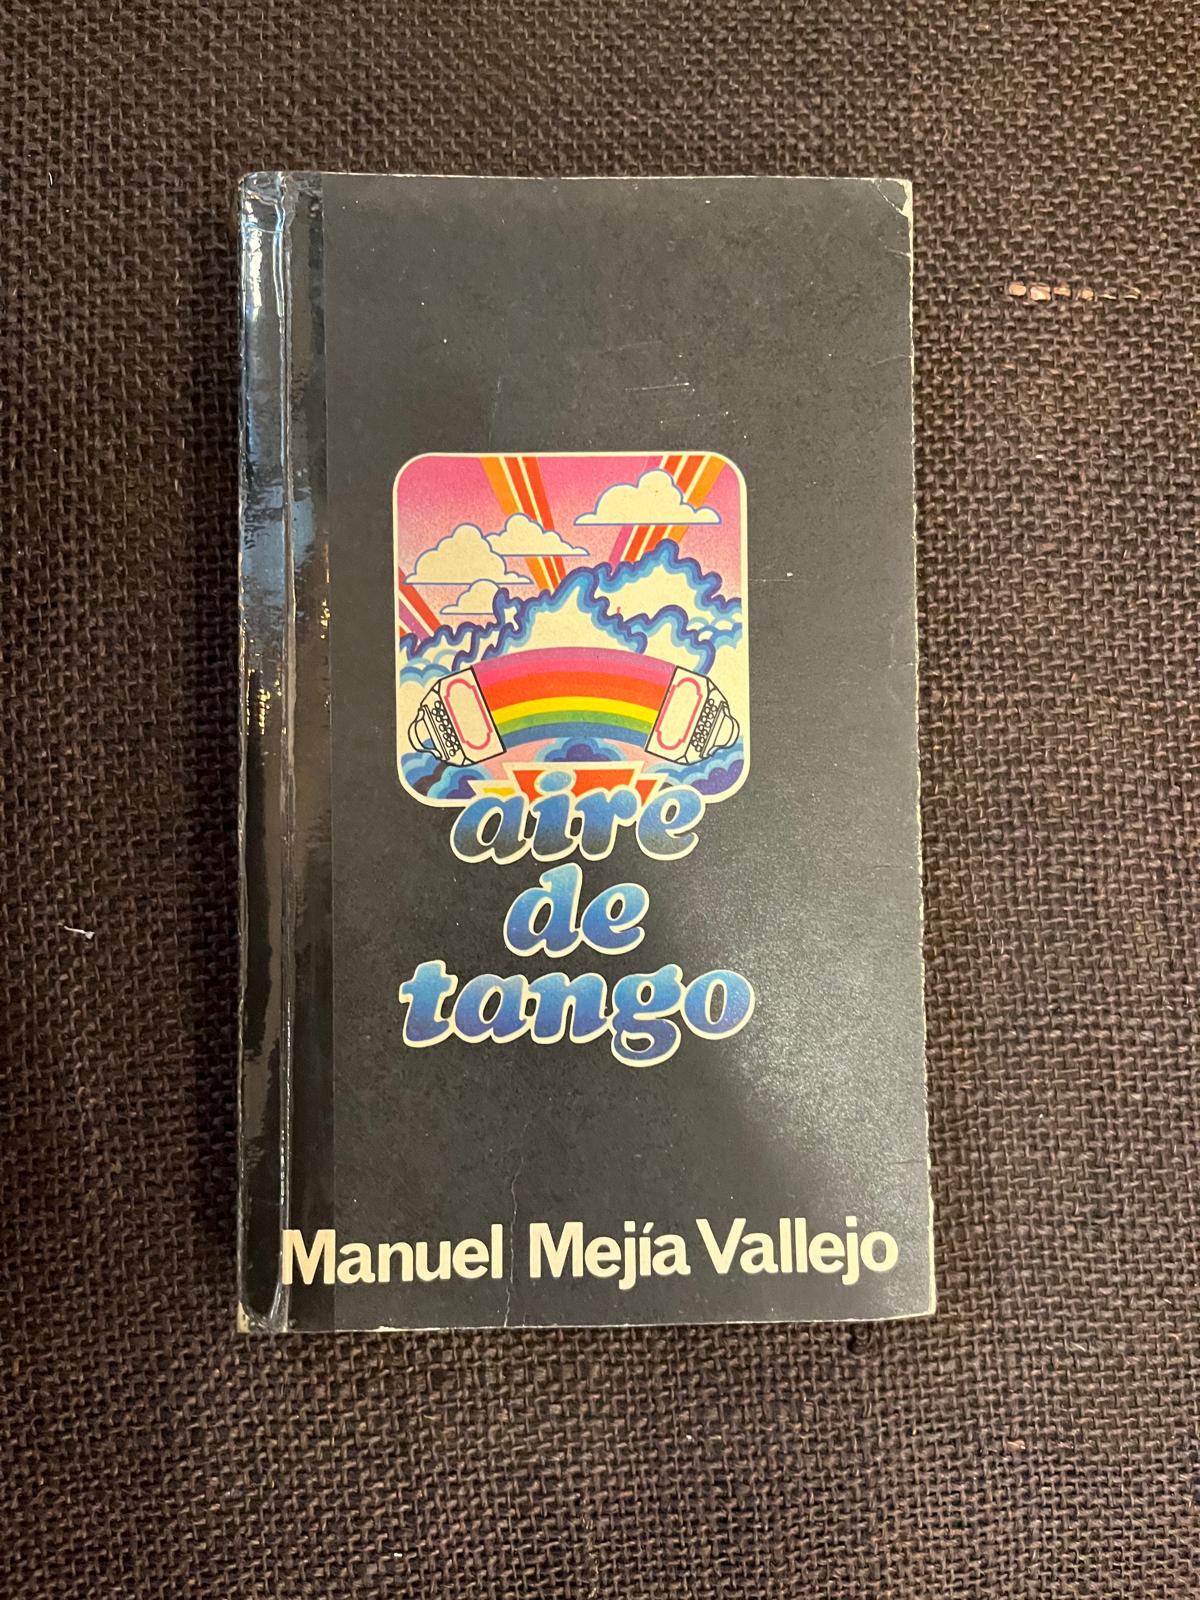 aire
de
tango
Manuel Mejía Vallejo